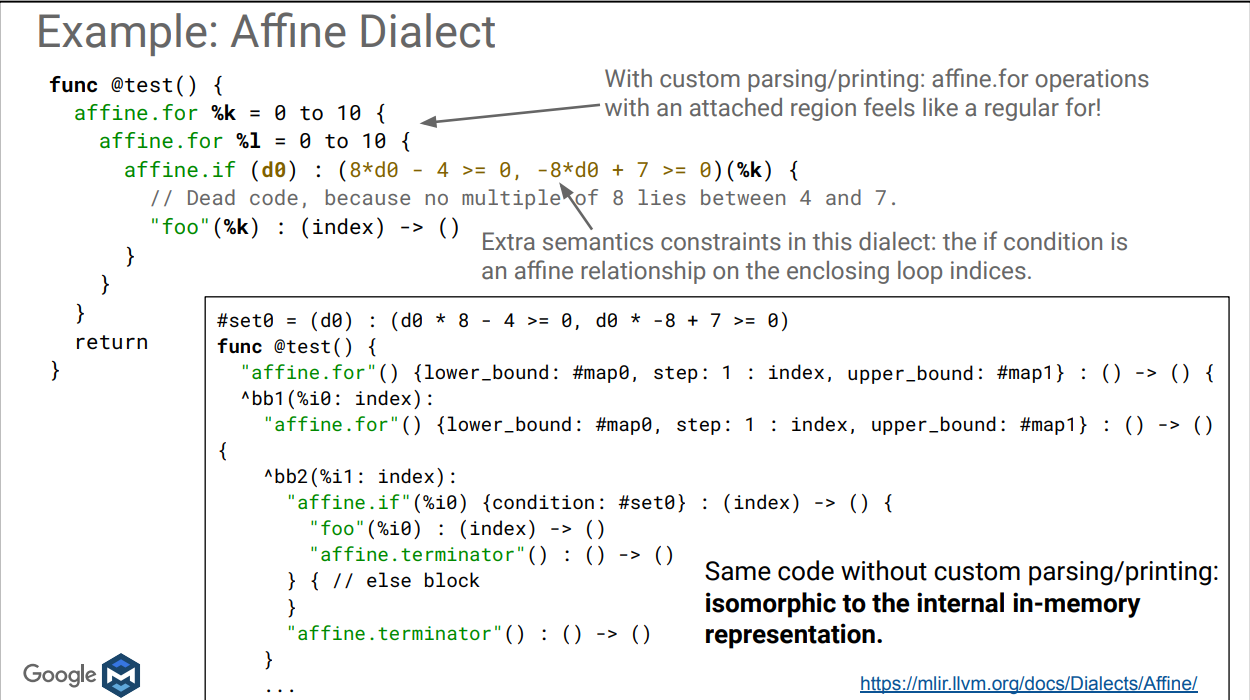 Example: Affine Dialect
func @test() {
  affine.for %k = 0 to 10 {
    affine.for %l = 0 to 10 {
      affine.if (d0) : (8*d0 - 4 >= 0, -8*d0 + 7 >= 0)(%k) {
        // Dead code, because no multiple of 8 lies between 4 and 7.
        "foo"(%k) : (index) -> ()
      }
    }
  }
  return
}
With custom parsing/printing: affine.for operations
with an attached region feels like a regular for!
Extra semantics constraints in this dialect: the if condition is
an affine relationship on the enclosing loop indices.
#set0 = (d0) : (d0 * 8 - 4 >= 0, d0 * -8 + 7 >= 0)
func @test() {
  "affine.for"() {lower_bound: #map0, step: 1 : index, upper_bound: #map1} : () -> () {
  ^bb1(%i0: index):
    "affine.for"() {lower_bound: #map0, step: 1 : index, upper_bound: #map1} : () -> ()
{
    ^bb2(%i1: index):
      "affine.if"(%i0) {condition: #set0} : (index) -> () {
        "foo"(%i0) : (index) -> ()
        "affine.terminator"() : () -> ()
      } { // else block
      }
      "affine.terminator"() : () -> ()
    }
    ...
Same code without custom parsing/printing:
isomorphic to the internal in-memory
representation.
Google
https://mlir.llvm.org/docs/Dialects/Affine/